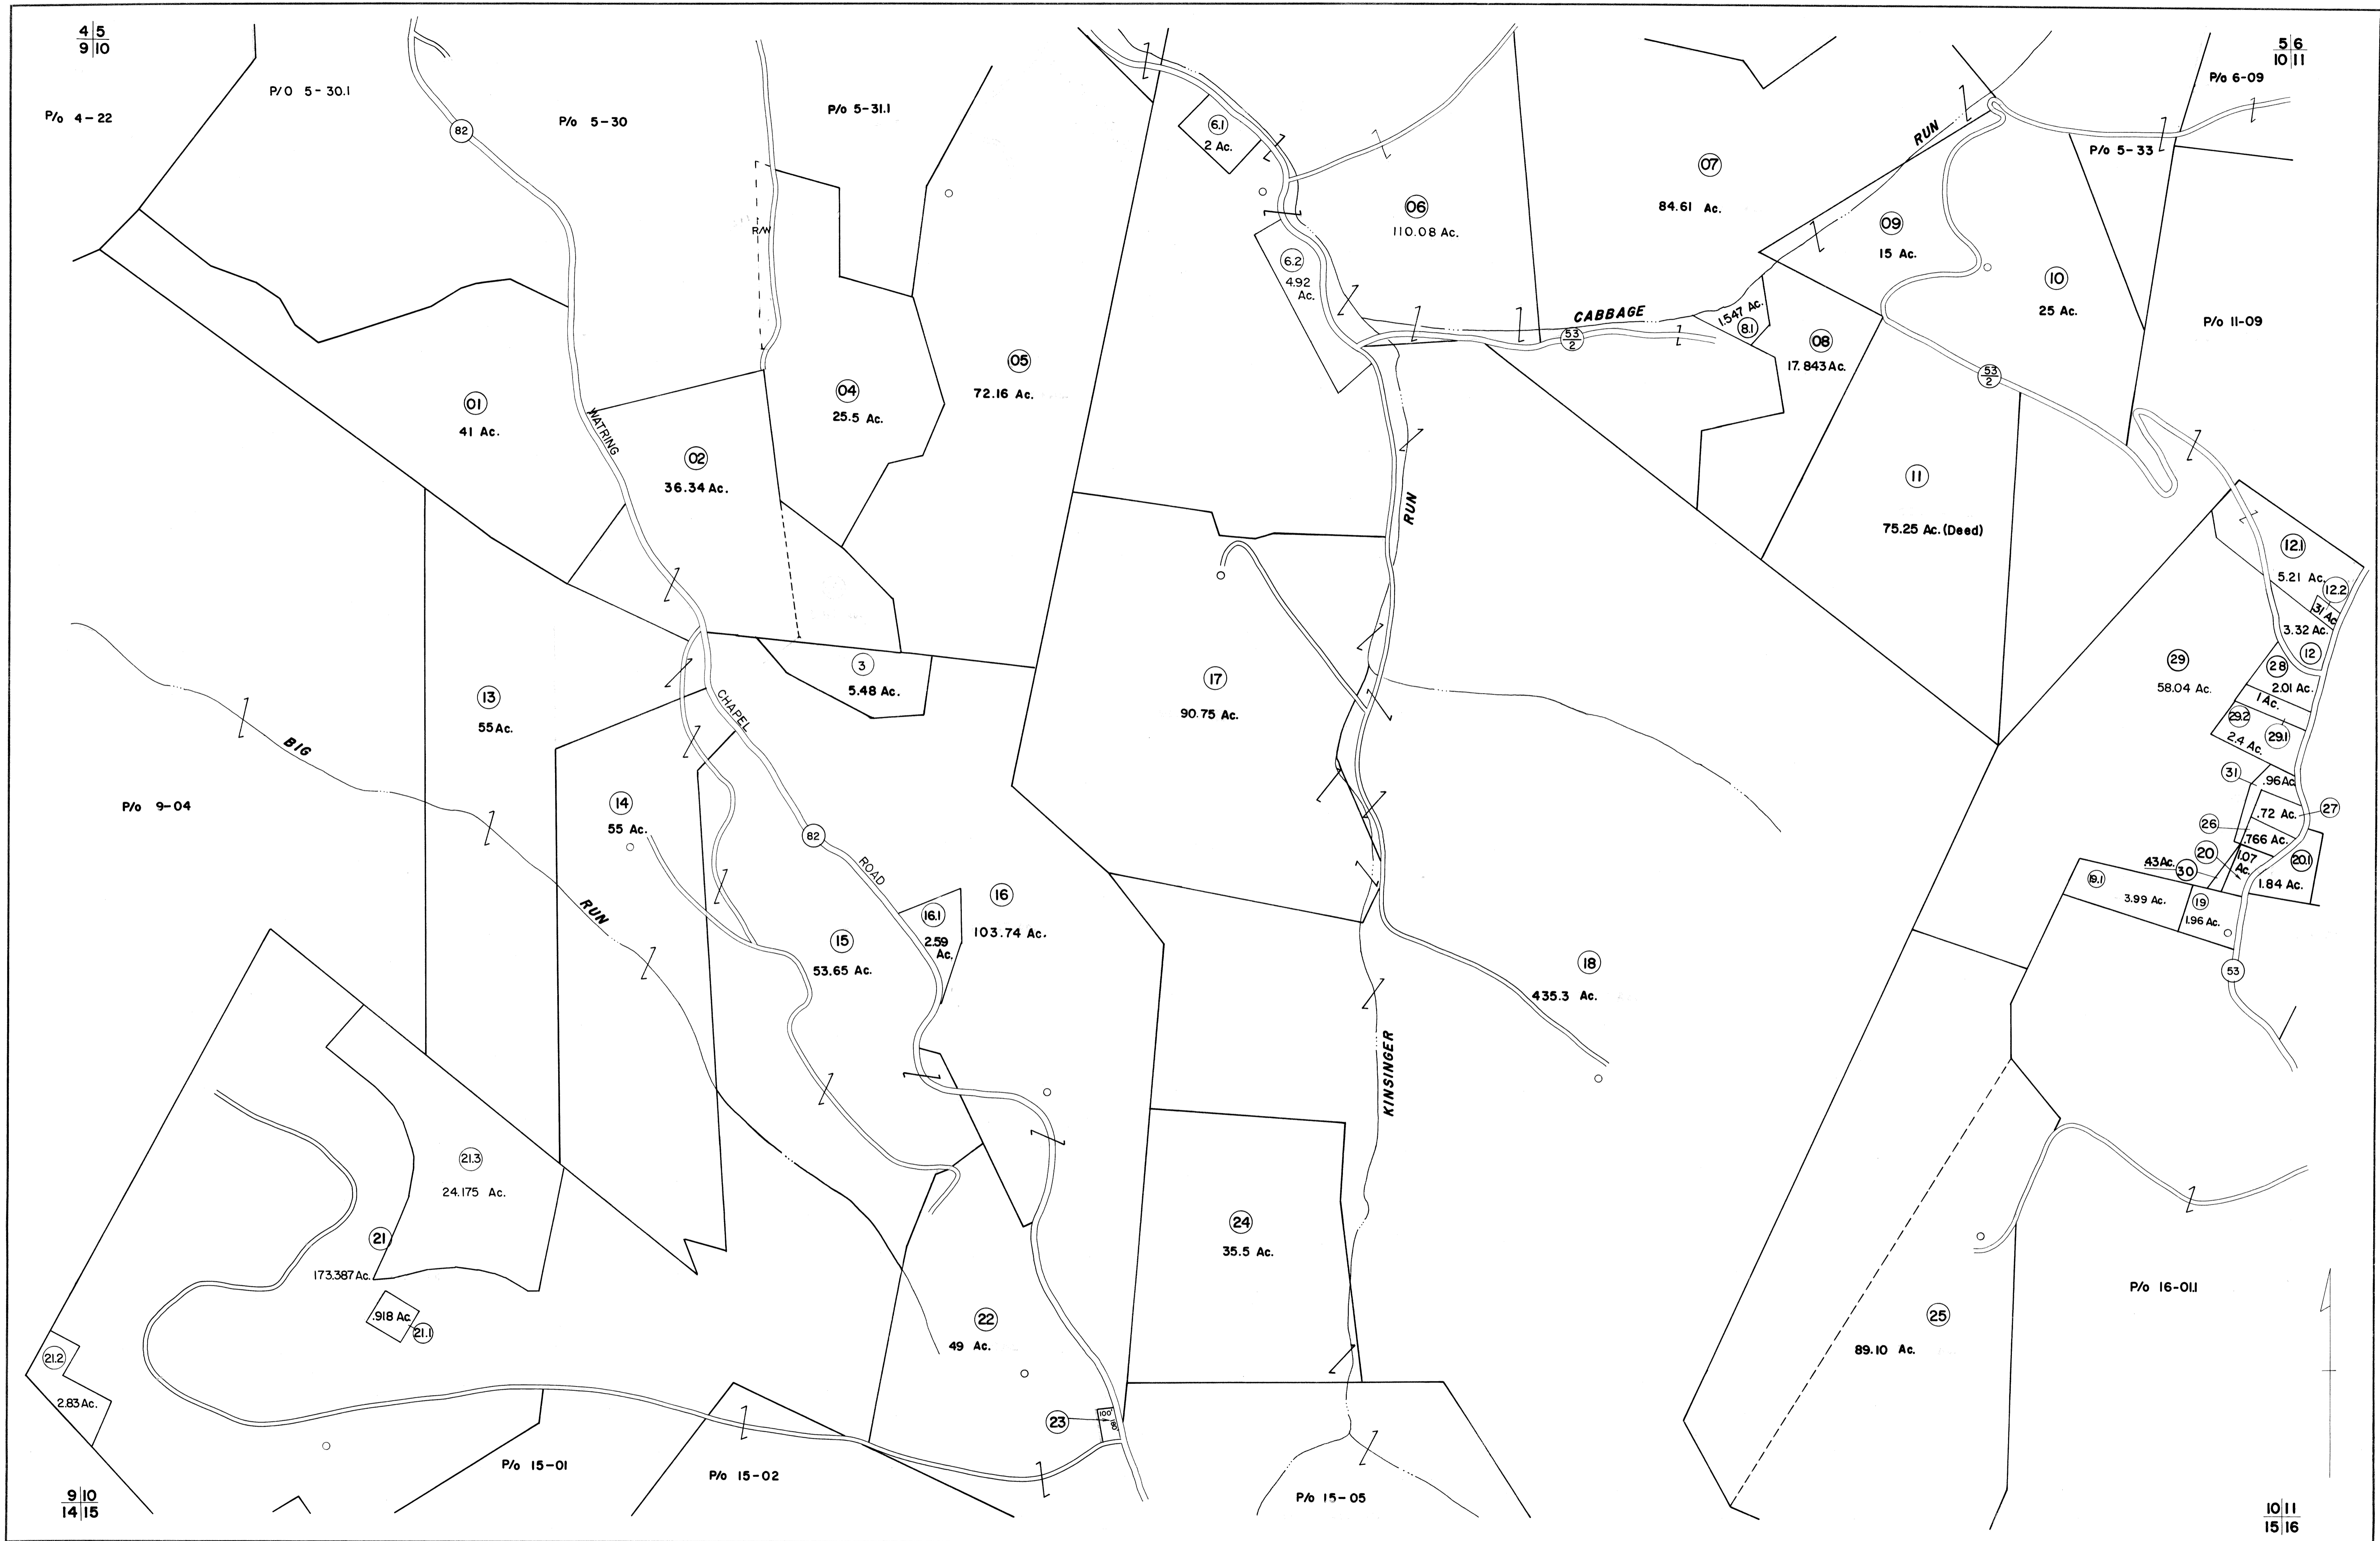 4 5
9 10
5 6
10 11
P/o 4-22
P/O 5-30.1
82
P/o 5-30
P/o 5-31.1
R/W
6.1
2 Ac.
06
110.08 Ac.
6.2
4.92
Ac.
07
84.61 Ac.
RUN
P/o 5-33
P/o 6-09
09
15 Ac.
10
25 Ac.
P/o 11-09
CABBAGE
53
2
1.547 Ac.
8.1
08
17.843 Ac.
53
2
01
41 Ac.
WATRING
02
36.34 Ac.
04
25.5 Ac.
05
72.16 Ac.
RUN
11
75.25 Ac. (Deed)
12.1
5.21 Ac.
12.2
.31 Ac.
3.32 Ac.
12
28
2.01 Ac.
1 Ac.
29
58.04 Ac.
29.2
2.4 Ac.
29.1
3
5.48 Ac.
17
90.75 Ac.
13
55 Ac.
CHAPEL
BIG
P/o 9-04
14
55 Ac.
82
ROAD
31
.96 Ac
27
.72 Ac.
26
.766 Ac.
20
1.07
Ac.
20.1
1.84 Ac.
.43 Ac.
30
19.1
3.99 Ac.
19
1.96 Ac.
53
RUN
16.1
2.59
Ac.
16
103.74 Ac.
15
53.65 Ac.
18
435.3 Ac.
KINSINGER
21.3
24.175 Ac.
21
173.387 Ac.
.918 Ac.
21.1
21.2
2.83 Ac.
24
35.5 Ac.
22
49 Ac.
23
100'
25
89.10 Ac.
P/o 16-01.1
P/o 15-01
P/o 15-02
P/o 15-05
9 10
14 15
10 11
15 16